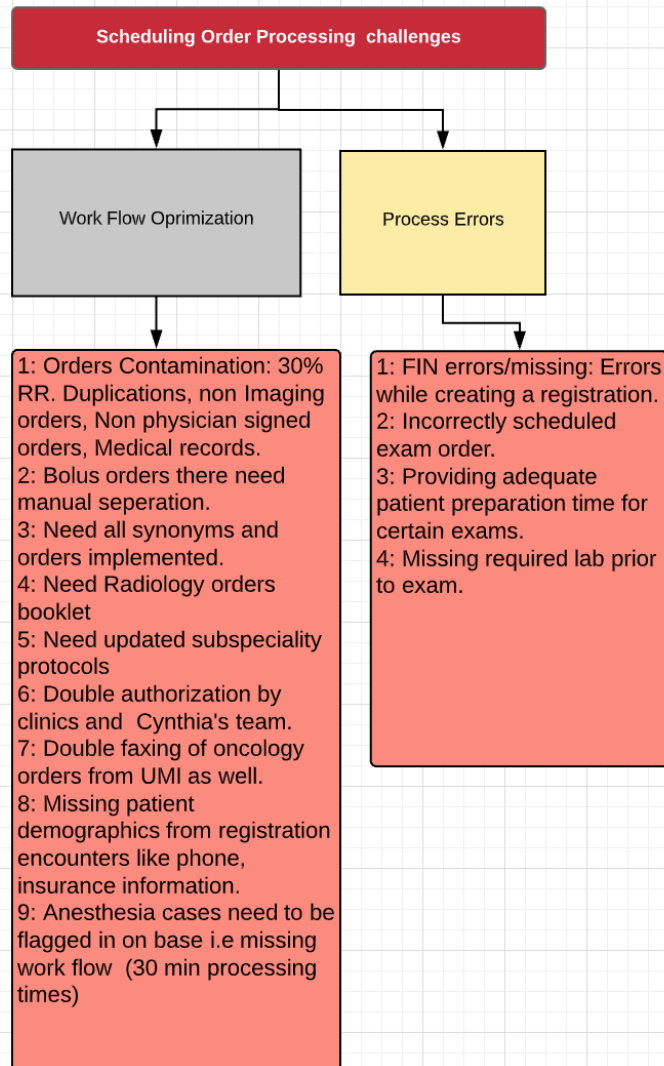 Scheduling Order Processing  challenges
Work Flow Oprimization
Process Errors
1: Orders Contamination: 30%
RR. Duplications, non Imaging
orders, Non physician signed
orders, Medical records.
2: Bolus orders there need
manual seperation.
3: Need all synonyms and
orders implemented.
4: Need Radiology orders
booklet
5: Need updated subspeciality
protocols
6: Double authorization by
clinics and  Cynthia's team.
7: Double faxing of oncology
orders from UMI as well.
8: Missing patient
demographics from registration
encounters like phone,
insurance information.
9: Anesthesia cases need to be
flagged in on base i.e missing
work flow  (30 min processing
times)
1: FIN errors/missing: Errors
while creating a registration.
2: Incorrectly scheduled
exam order.
3: Providing adequate
patient preparation time for
certain exams.
4: Missing required lab prior
to exam.